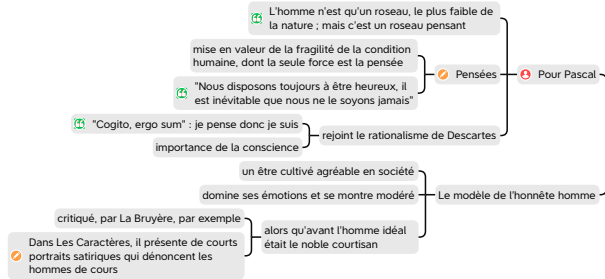 L'homme n'est qu'un roseau, le plus faible de
la nature ; mais c'est un roseau pensant
mise en valeur de la fragilité de la condition
humaine, dont la seule force est la pensée
Pensées
Pour Pascal
"Nous disposons toujours à être heureux, il
est inévitable que nous ne le soyons jamais"
"Cogito, ergo sum" : je pense donc je suis
rejoint le rationalisme de Descartes
importance de la conscience
un être cultivé agréable en société
domine ses émotions et se montre modéré
Le modèle de l'honnête homme
critiqué, par La Bruyère, par exemple
alors qu'avant l'homme idéal
était le noble courtisan
Dans Les Caractères, il présente de courts
portraits satiriques qui dénoncent les
hommes de cours